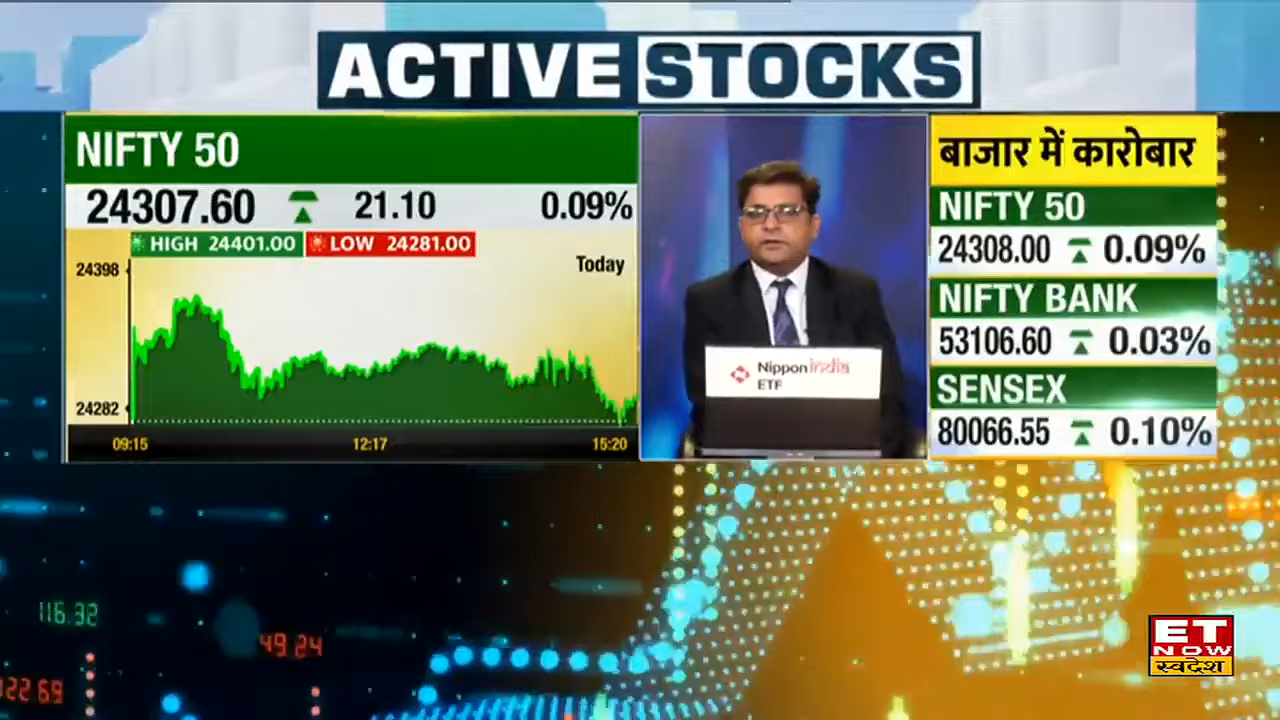 ACTIVE STOCKS
NIFTY 50
24307.60 21.10 0.09%
HIGH 24401.00 LOW 24281.00
Today
24398
24282
09:15 12:17 15:20
Nippon india
ETF
बाजार में कारोबार
NIFTY 50
24308.00 0.09%
NIFTY BANK
53106.60 0.03%
SENSEX
80066.55 0.10%
116.32
49.24
22 69
ET
NOW
स्वदेश